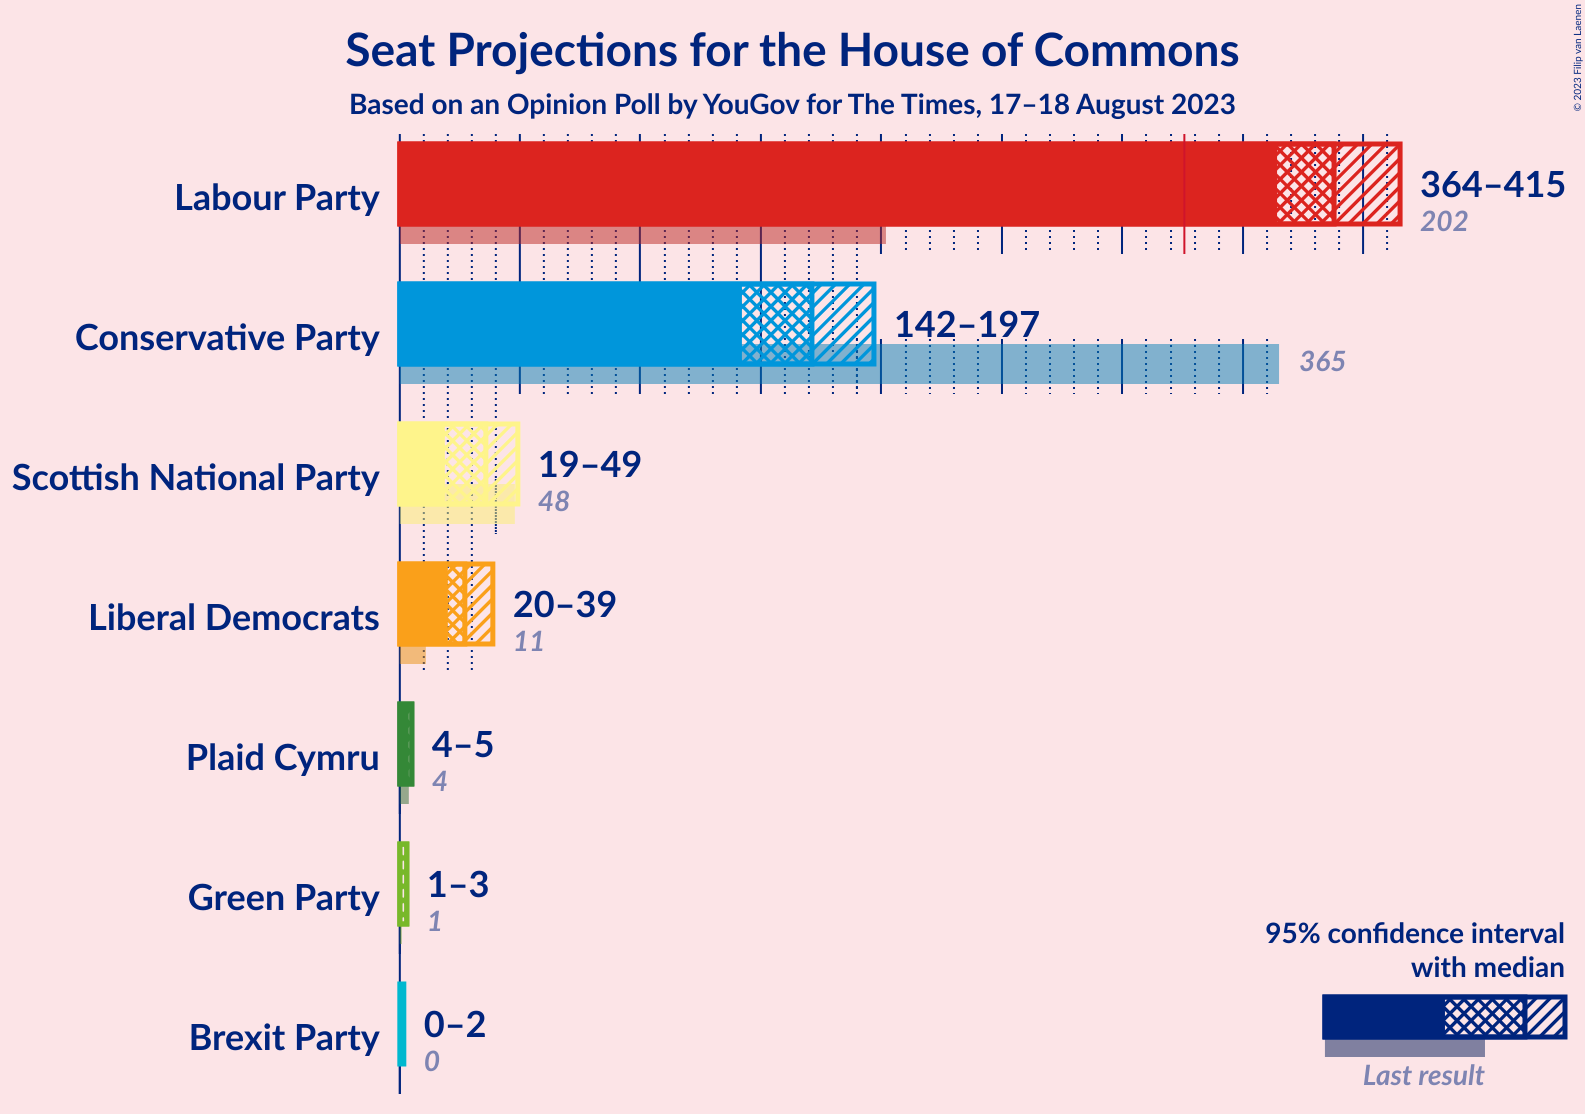 Seat Projections for the House of Commons
Based on an Opinion Poll by YouGov for The Times, 17–18 August 2023
© 2023 Filip van Laenen
Labour Party
364–415
202
Conservative Party
142–197
365
Scottish National Party
19–49
48
Liberal Democrats
20–39
11
Plaid Cymru
4–5
4
Green Party
1–3
1
Brexit Party
0–2
0
95% confidence interval
with median
Last result